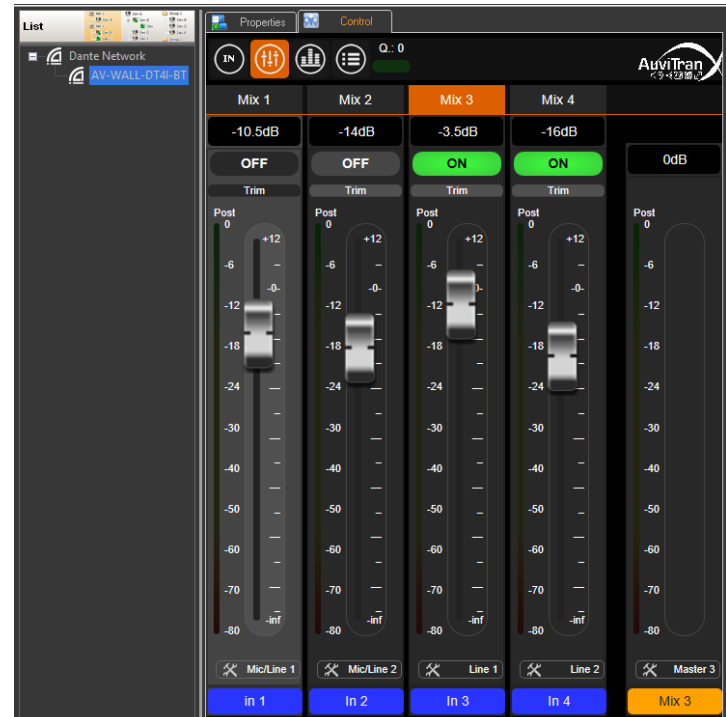 List
Properties
Control
Dante Network
AV-WALL-DT4I-BT
IN
Q.: 0
AuviTran
Mix 1
Mix 2
Mix 3
Mix 4
-10.5dB
-14dB
-3.5dB
-16dB
OFF
OFF
ON
ON
0dB
Trim
Trim
Trim
Trim
Post
0
-6
-12
-18
-24
-30
-40
-50
-60
-70
-80
+12
-0-
-inf
Post
0
-6
-12
-18
-24
-30
-40
-50
-60
-70
-80
+12
-0-
-inf
Post
0
-6
-12
-18
-24
-30
-40
-50
-60
-70
-80
+12
-inf
Post
0
-6
-12
-18
-24
-30
-40
-50
-60
-70
-80
+12
-0-
-inf
Post
0
-6
-12
-18
-24
-30
-40
-50
-60
-70
-80
Mic/Line 1
Mic/Line 2
Line 1
Line 2
Master 3
in 1
In 2
In 3
In 4
Mix 3